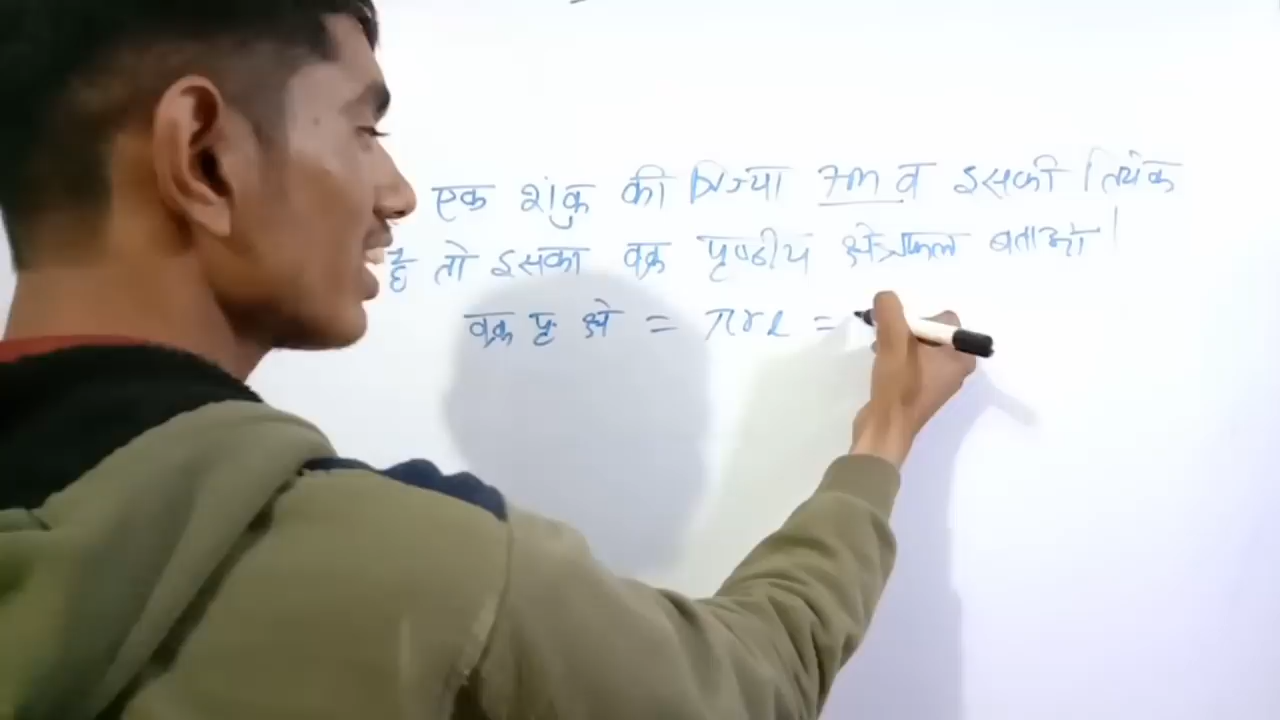 एक शंकु की त्रिज्या 7m व इसकी तिर्यक
है तो इसका वक्र पृष्ठीय क्षेत्रफल बताओ।
वक्र पृ क्षे = πrl =